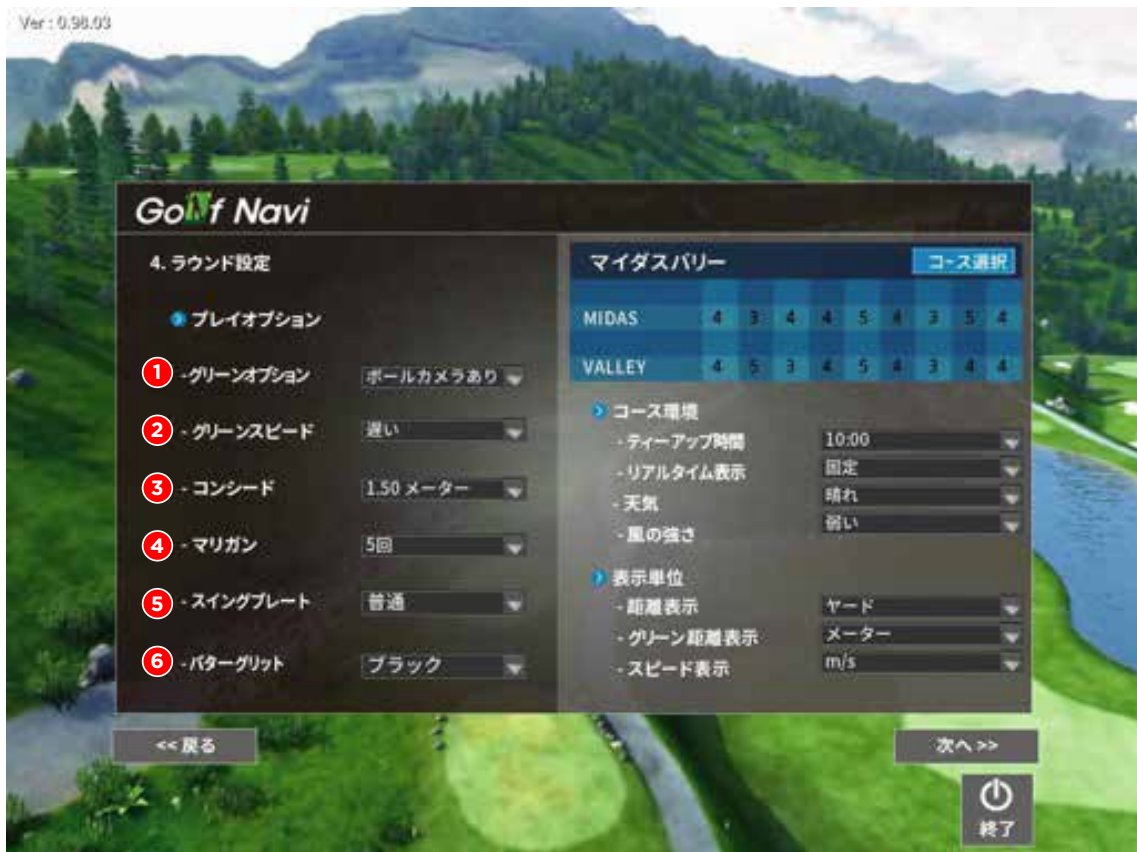 Ver : 0.98.03
Golf Navi
4. ラウンド設定
プレイオプション
1 - グリーンオプション ボールカメラあり
2 - グリーンスピード 遅い
3 - コンシード 1.50 メーター
4 - マリガン 5回
5 - スイングプレート 普通
6 - パターグリット ブラック
マイダスバリー コース選択
MIDAS 4 3 4 4 5 4 3 5 4
VALLEY 4 5 3 4 5 4 3 4 4
コース環境
- ティーアップ時間 10:00
- リアルタイム表示 固定
- 天気 晴れ
- 風の強さ 弱い
表示単位
- 距離表示 ヤード
- グリーン距離表示 メーター
- スピード表示 m/s
<< 戻る
次へ >>
終了